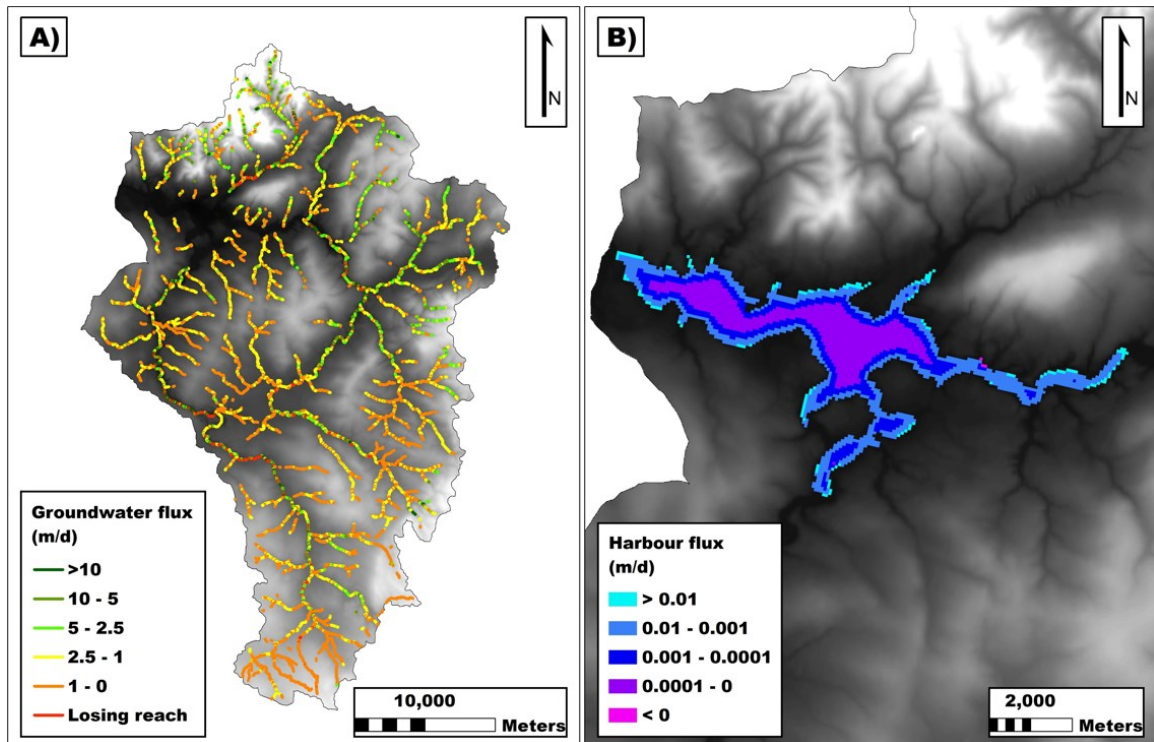 A)
N
Groundwater flux
(m/d)
>10
10 - 5
5 - 2.5
2.5 - 1
1 - 0
Losing reach
10,000
Meters
B)
N
Harbour flux
(m/d)
> 0.01
0.01 - 0.001
0.001 - 0.0001
0.0001 - 0
< 0
2,000
Meters